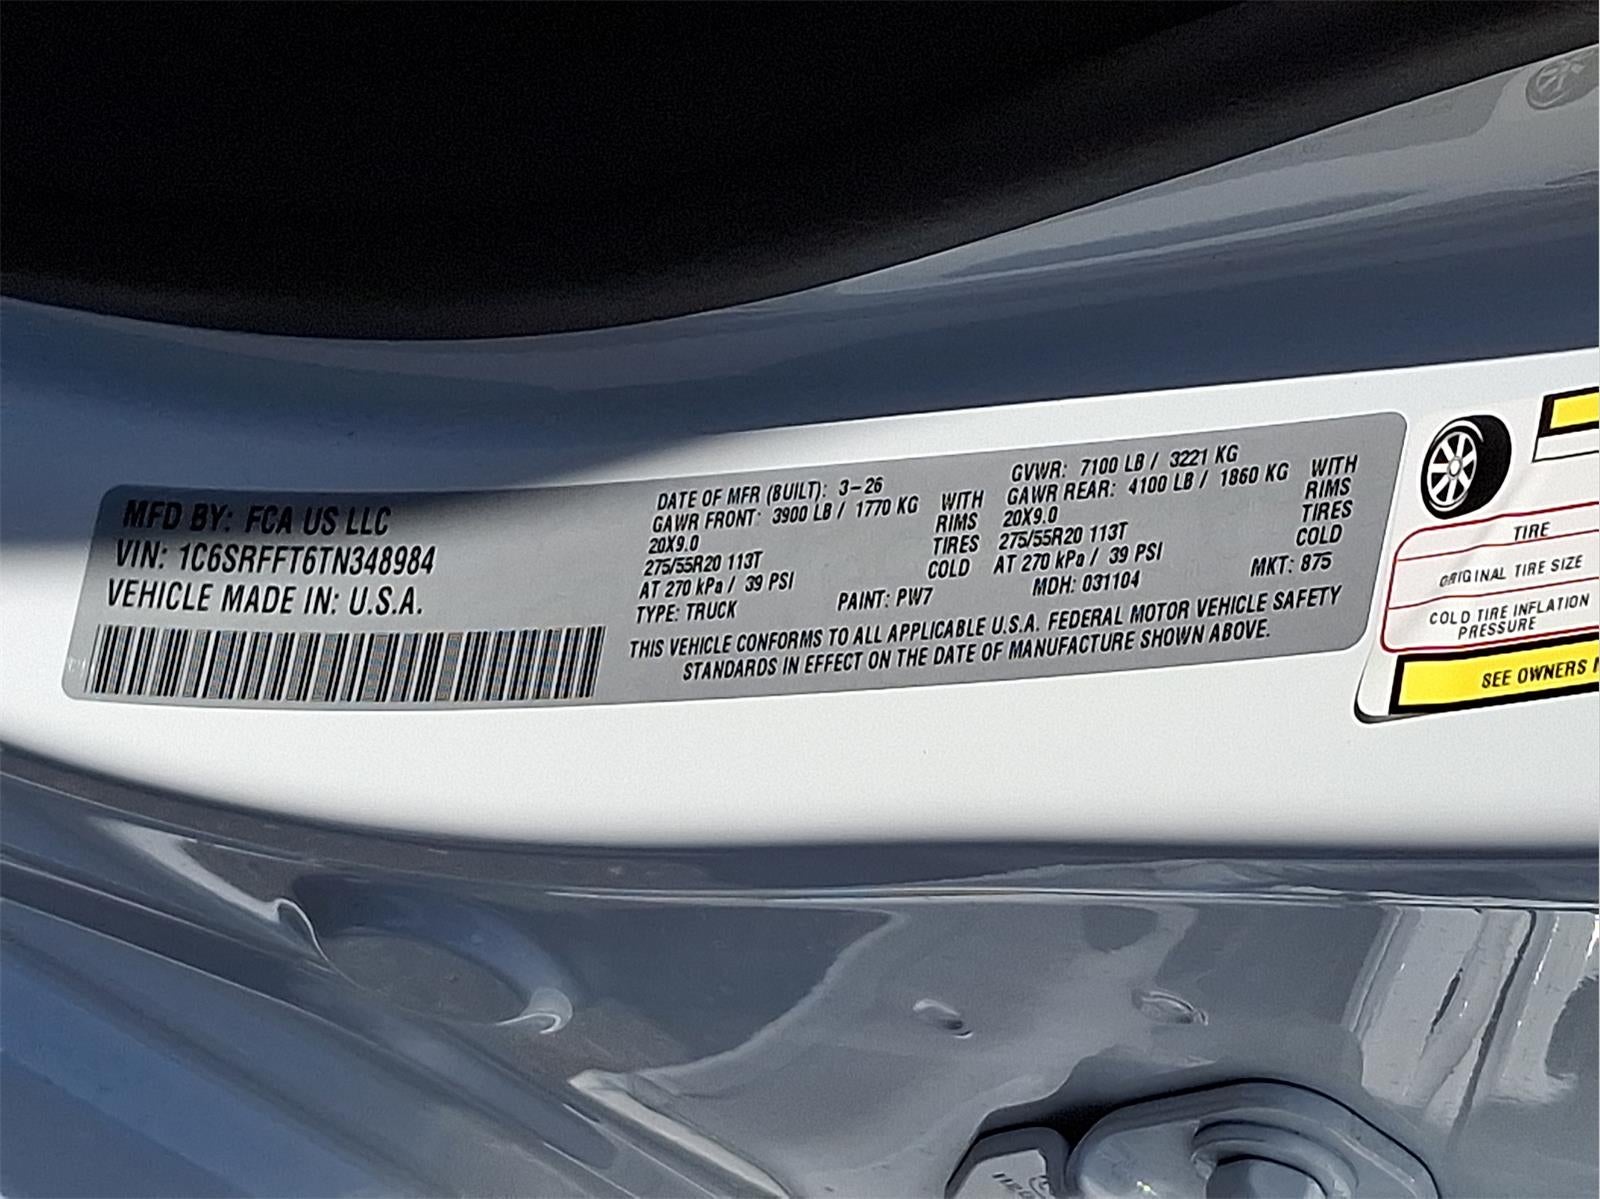 MFD BY: FCA US LLC
VIN: 1C6SRFFT6TN348984
VEHICLE MADE IN: U.S.A.
DATE OF MFR (BUILT): 3-26
GAWR FRONT: 3900 LB / 1770 KG WITH
20X9.0 RIMS
275/55R20 113T TIRES
AT 270 kPa / 39 PSI COLD
TYPE: TRUCK
PAINT: PW7
GVWR: 7100 LB / 3221 KG
GAWR REAR: 4100 LB / 1860 KG WITH
20X9.0 RIMS
275/55R20 113T TIRES
AT 270 kPa / 39 PSI COLD
MDH: 031104
MKT: 875
THIS VEHICLE CONFORMS TO ALL APPLICABLE U.S.A. FEDERAL MOTOR VEHICLE SAFETY
STANDARDS IN EFFECT ON THE DATE OF MANUFACTURE SHOWN ABOVE.
TIRE
ORIGINAL TIRE SIZE
COLD TIRE INFLATION
PRESSURE
SEE OWNERS